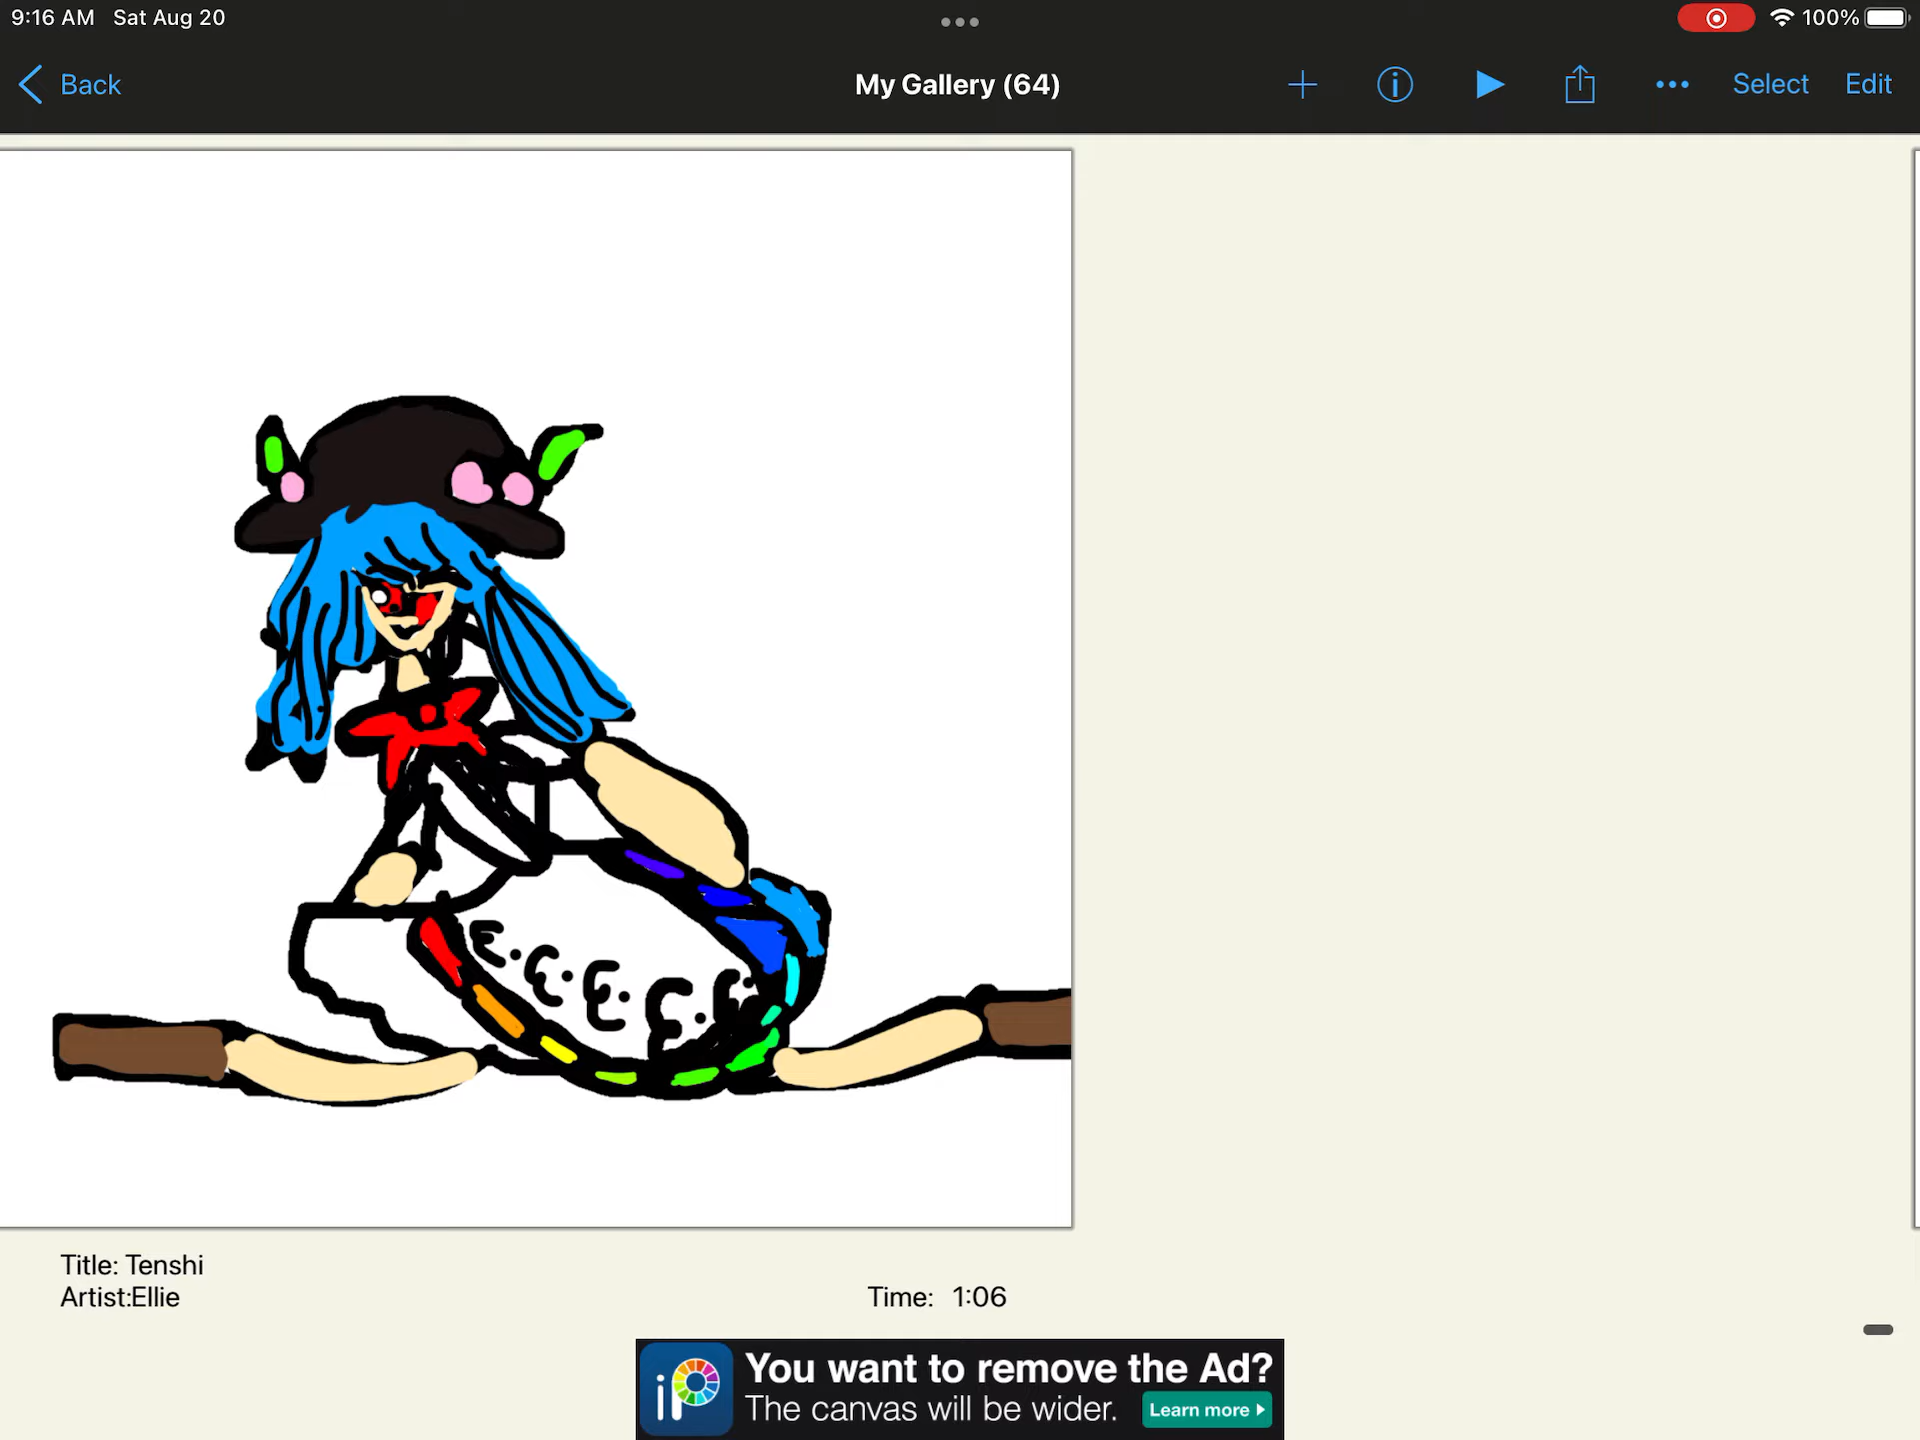 9:16 AM Sat Aug 20
100%
Back
My Gallery (64)
Select
Edit
E.E.E.E.E.
Title: Tenshi
Artist:Ellie
Time: 1:06
iP
You want to remove the Ad?
The canvas will be wider.
Learn more